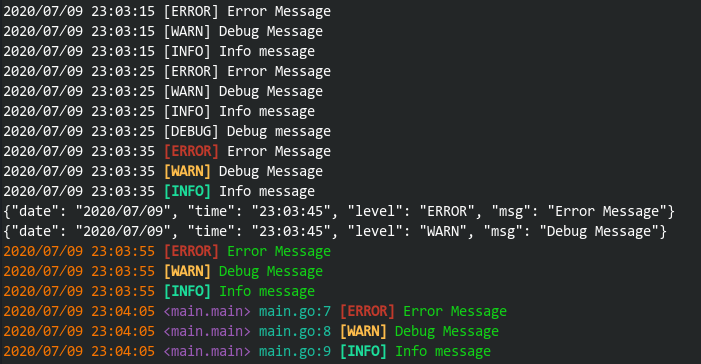 2020/07/09 23:03:15 [ERROR] Error Message
2020/07/09 23:03:15 [WARN] Debug Message
2020/07/09 23:03:15 [INFO] Info message
2020/07/09 23:03:25 [ERROR] Error Message
2020/07/09 23:03:25 [WARN] Debug Message
2020/07/09 23:03:25 [INFO] Info message
2020/07/09 23:03:25 [DEBUG] Debug message
2020/07/09 23:03:35 [ERROR] Error Message
2020/07/09 23:03:35 [WARN] Debug Message
2020/07/09 23:03:35 [INFO] Info message
{"date": "2020/07/09", "time": "23:03:45", "level": "ERROR", "msg": "Error Message"}
{"date": "2020/07/09", "time": "23:03:45", "level": "WARN", "msg": "Debug Message"}
2020/07/09 23:03:55 [ERROR] Error Message
2020/07/09 23:03:55 [WARN] Debug Message
2020/07/09 23:03:55 [INFO] Info message
2020/07/09 23:04:05 <main.main> main.go:7 [ERROR] Error Message
2020/07/09 23:04:05 <main.main> main.go:8 [WARN] Debug Message
2020/07/09 23:04:05 <main.main> main.go:9 [INFO] Info message